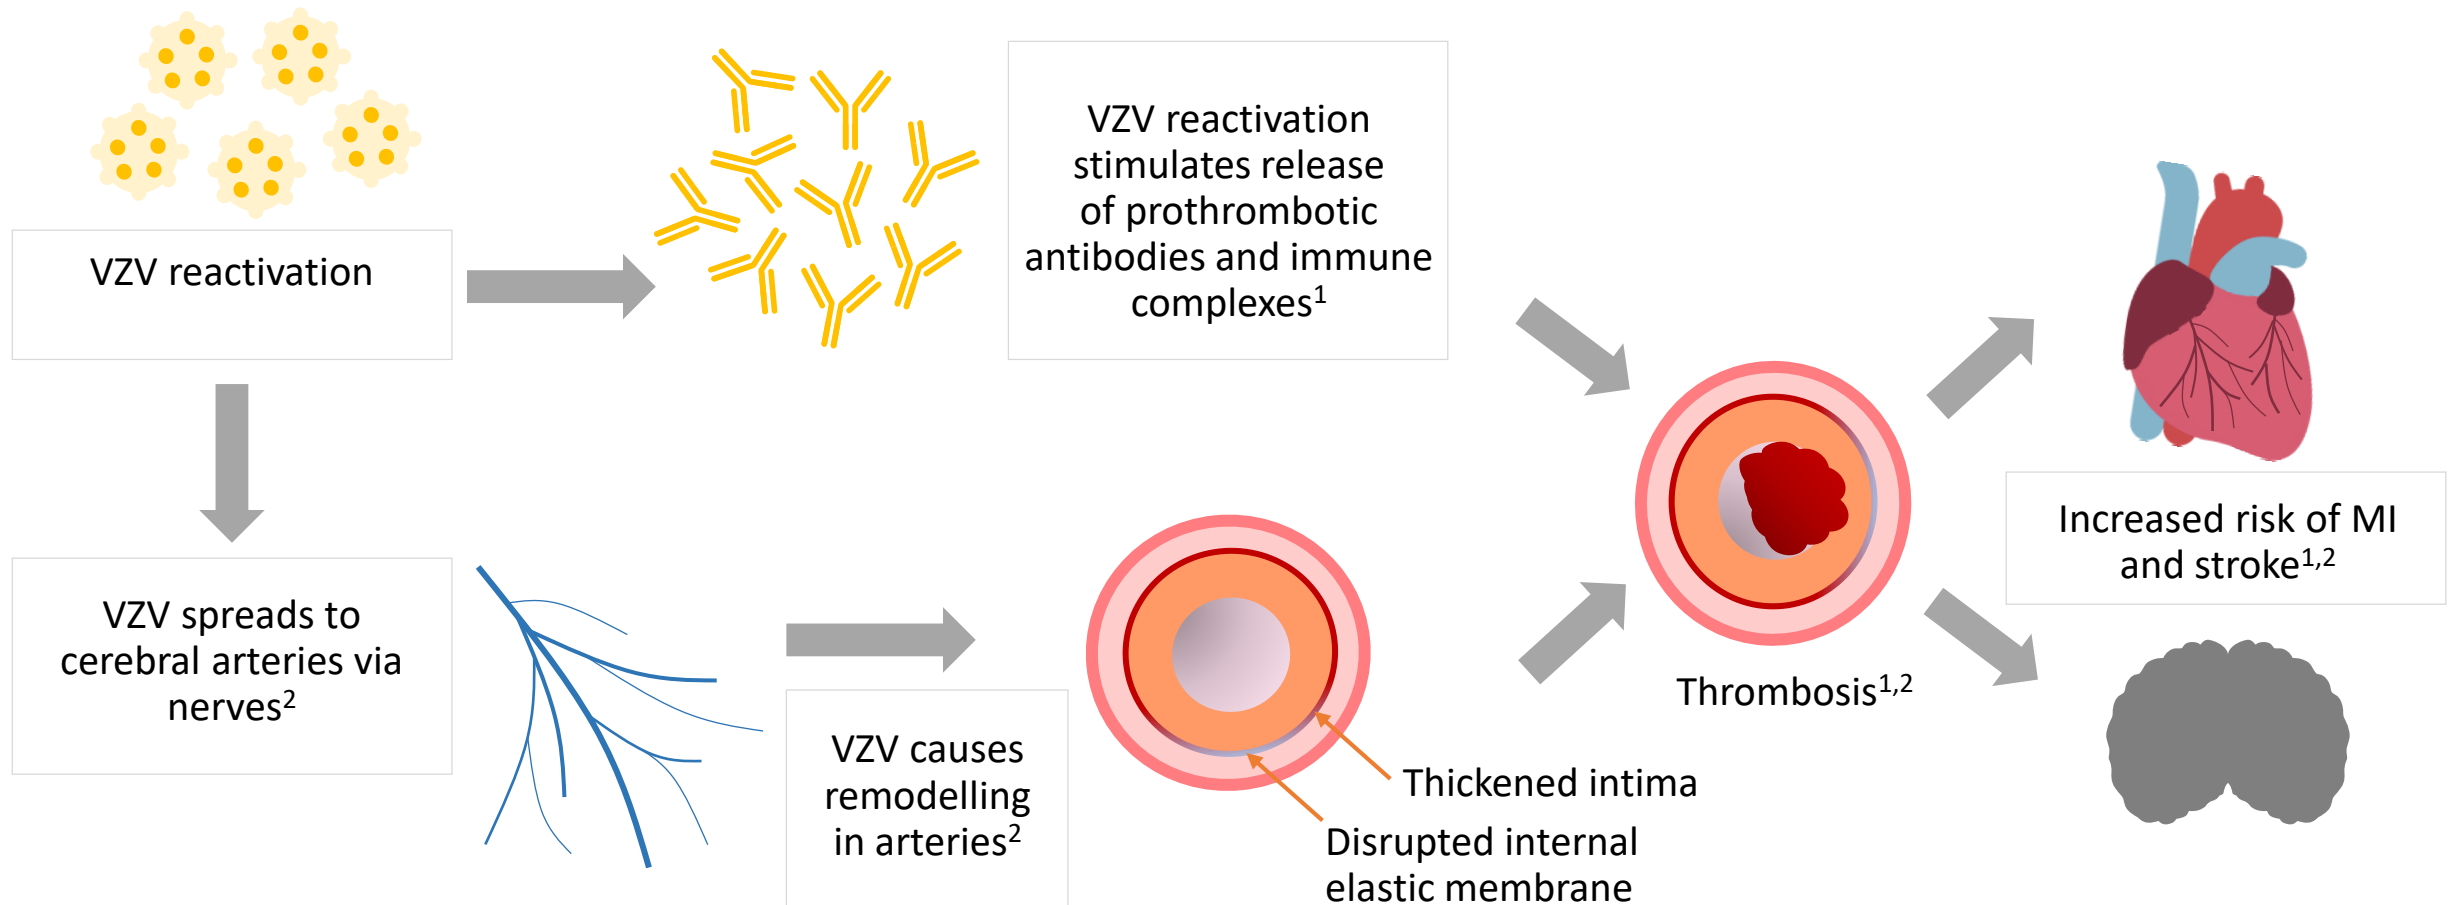 VZV reactivation
VZV reactivation
stimulates release
of prothrombotic
antibodies and immune
complexes¹
VZV spreads to
cerebral arteries via
nerves²
VZV causes
remodelling
in arteries²
Thickened intima
Disrupted internal
elastic membrane
Thrombosis¹,²
Increased risk of MI
and stroke¹,²